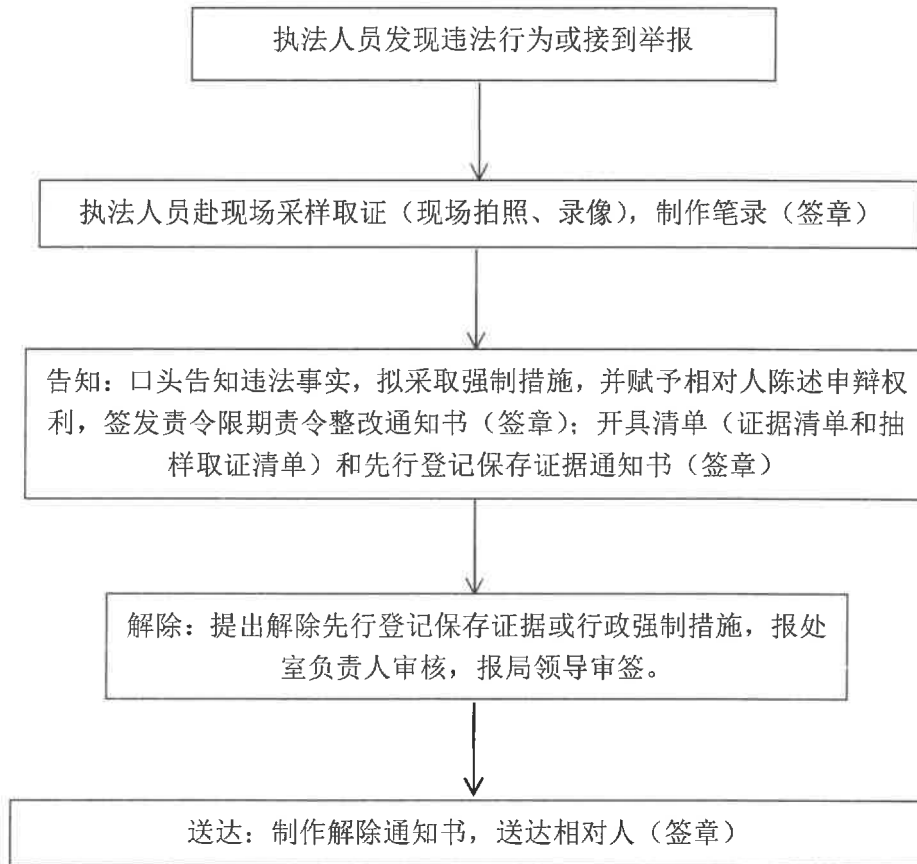 执法人员发现违法行为或接到举报
执法人员赴现场采样取证（现场拍照、录像），制作笔录（签章）
告知：口头告知违法事实，拟采取强制措施，并赋予相对人陈述申辩权
利，签发责令限期责令整改通知书（签章）；开具清单（证据清单和抽
样取证清单）和先行登记保存证据通知书（签章）
解除：提出解除先行登记保存证据或行政强制措施，报处
室负责人审核，报局领导审签。
送达：制作解除通知书，送达相对人（签章）